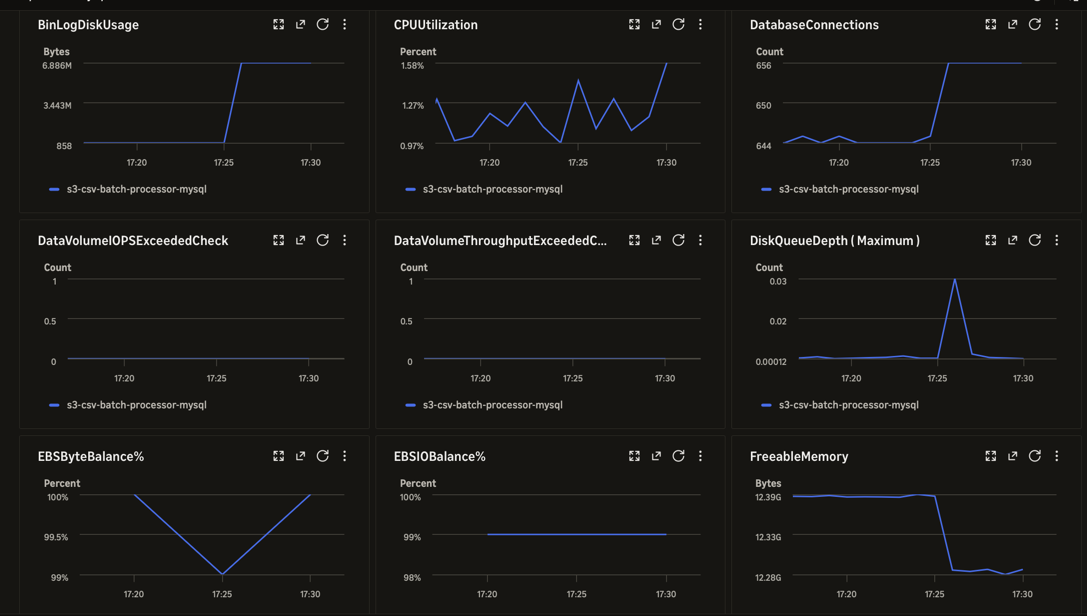 BinLogDiskUsage
Bytes
6.886M
3.443M
858
17:20 17:25 17:30
s3-csv-batch-processor-mysql
CPUUtilization
Percent
1.58%
1.27%
0.97%
17:20 17:25 17:30
s3-csv-batch-processor-mysql
DatabaseConnections
Count
656
650
644
17:20 17:25 17:30
s3-csv-batch-processor-mysql
DataVolumeIOPSExceededCheck
Count
1
0.5
0
17:20 17:25 17:30
s3-csv-batch-processor-mysql
DataVolumeThroughputExceededC...
Count
1
0.5
0
17:20 17:25 17:30
s3-csv-batch-processor-mysql
DiskQueueDepth ( Maximum )
Count
0.03
0.02
0.00012
17:20 17:25 17:30
s3-csv-batch-processor-mysql
EBSByteBalance%
Percent
100%
99.5%
99%
17:20 17:25 17:30
EBSIOBalance%
Percent
100%
99%
98%
17:20 17:25 17:30
FreeableMemory
Bytes
12.39G
12.33G
12.28G
17:20 17:25 17:30